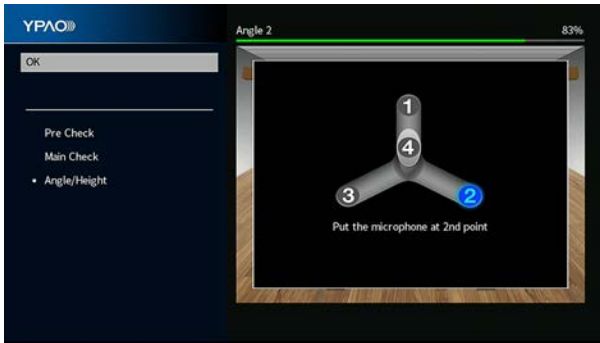 YPAO
Angle 2
83%
OK
Pre Check
Main Check
Angle/Height
1
4
3
2
Put the microphone at 2nd point